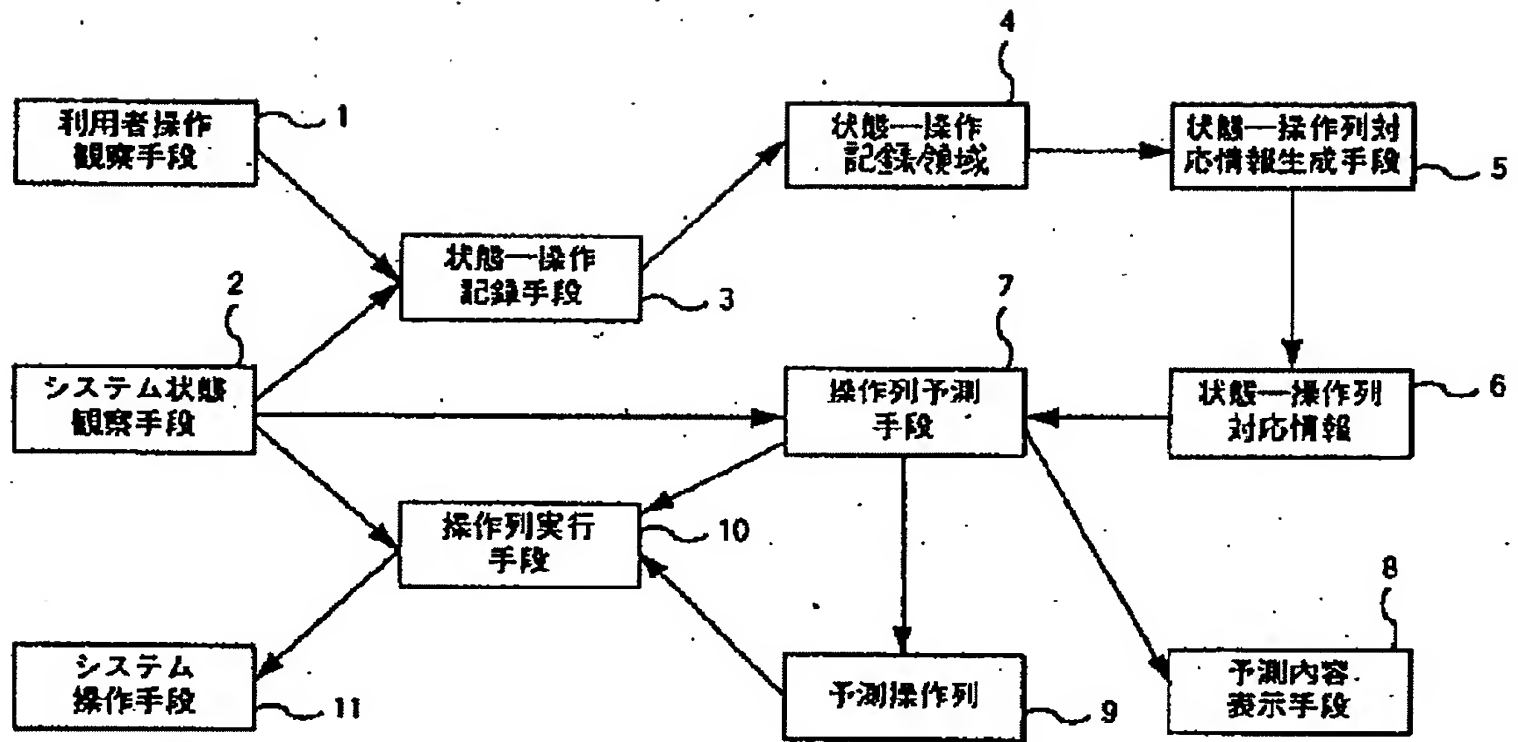 4
利用者操作
観察手段
1
状態―操作
記録領域
状態―操作列対
応情報生成手段
5
状態―操作
記録手段
3
2
システム状態
観察手段
7
操作列予測
手段
状態―操作列
対応情報
6
操作列実行
手段
10
8
システム
操作手段
11
予測操作列
9
予測内容
表示手段